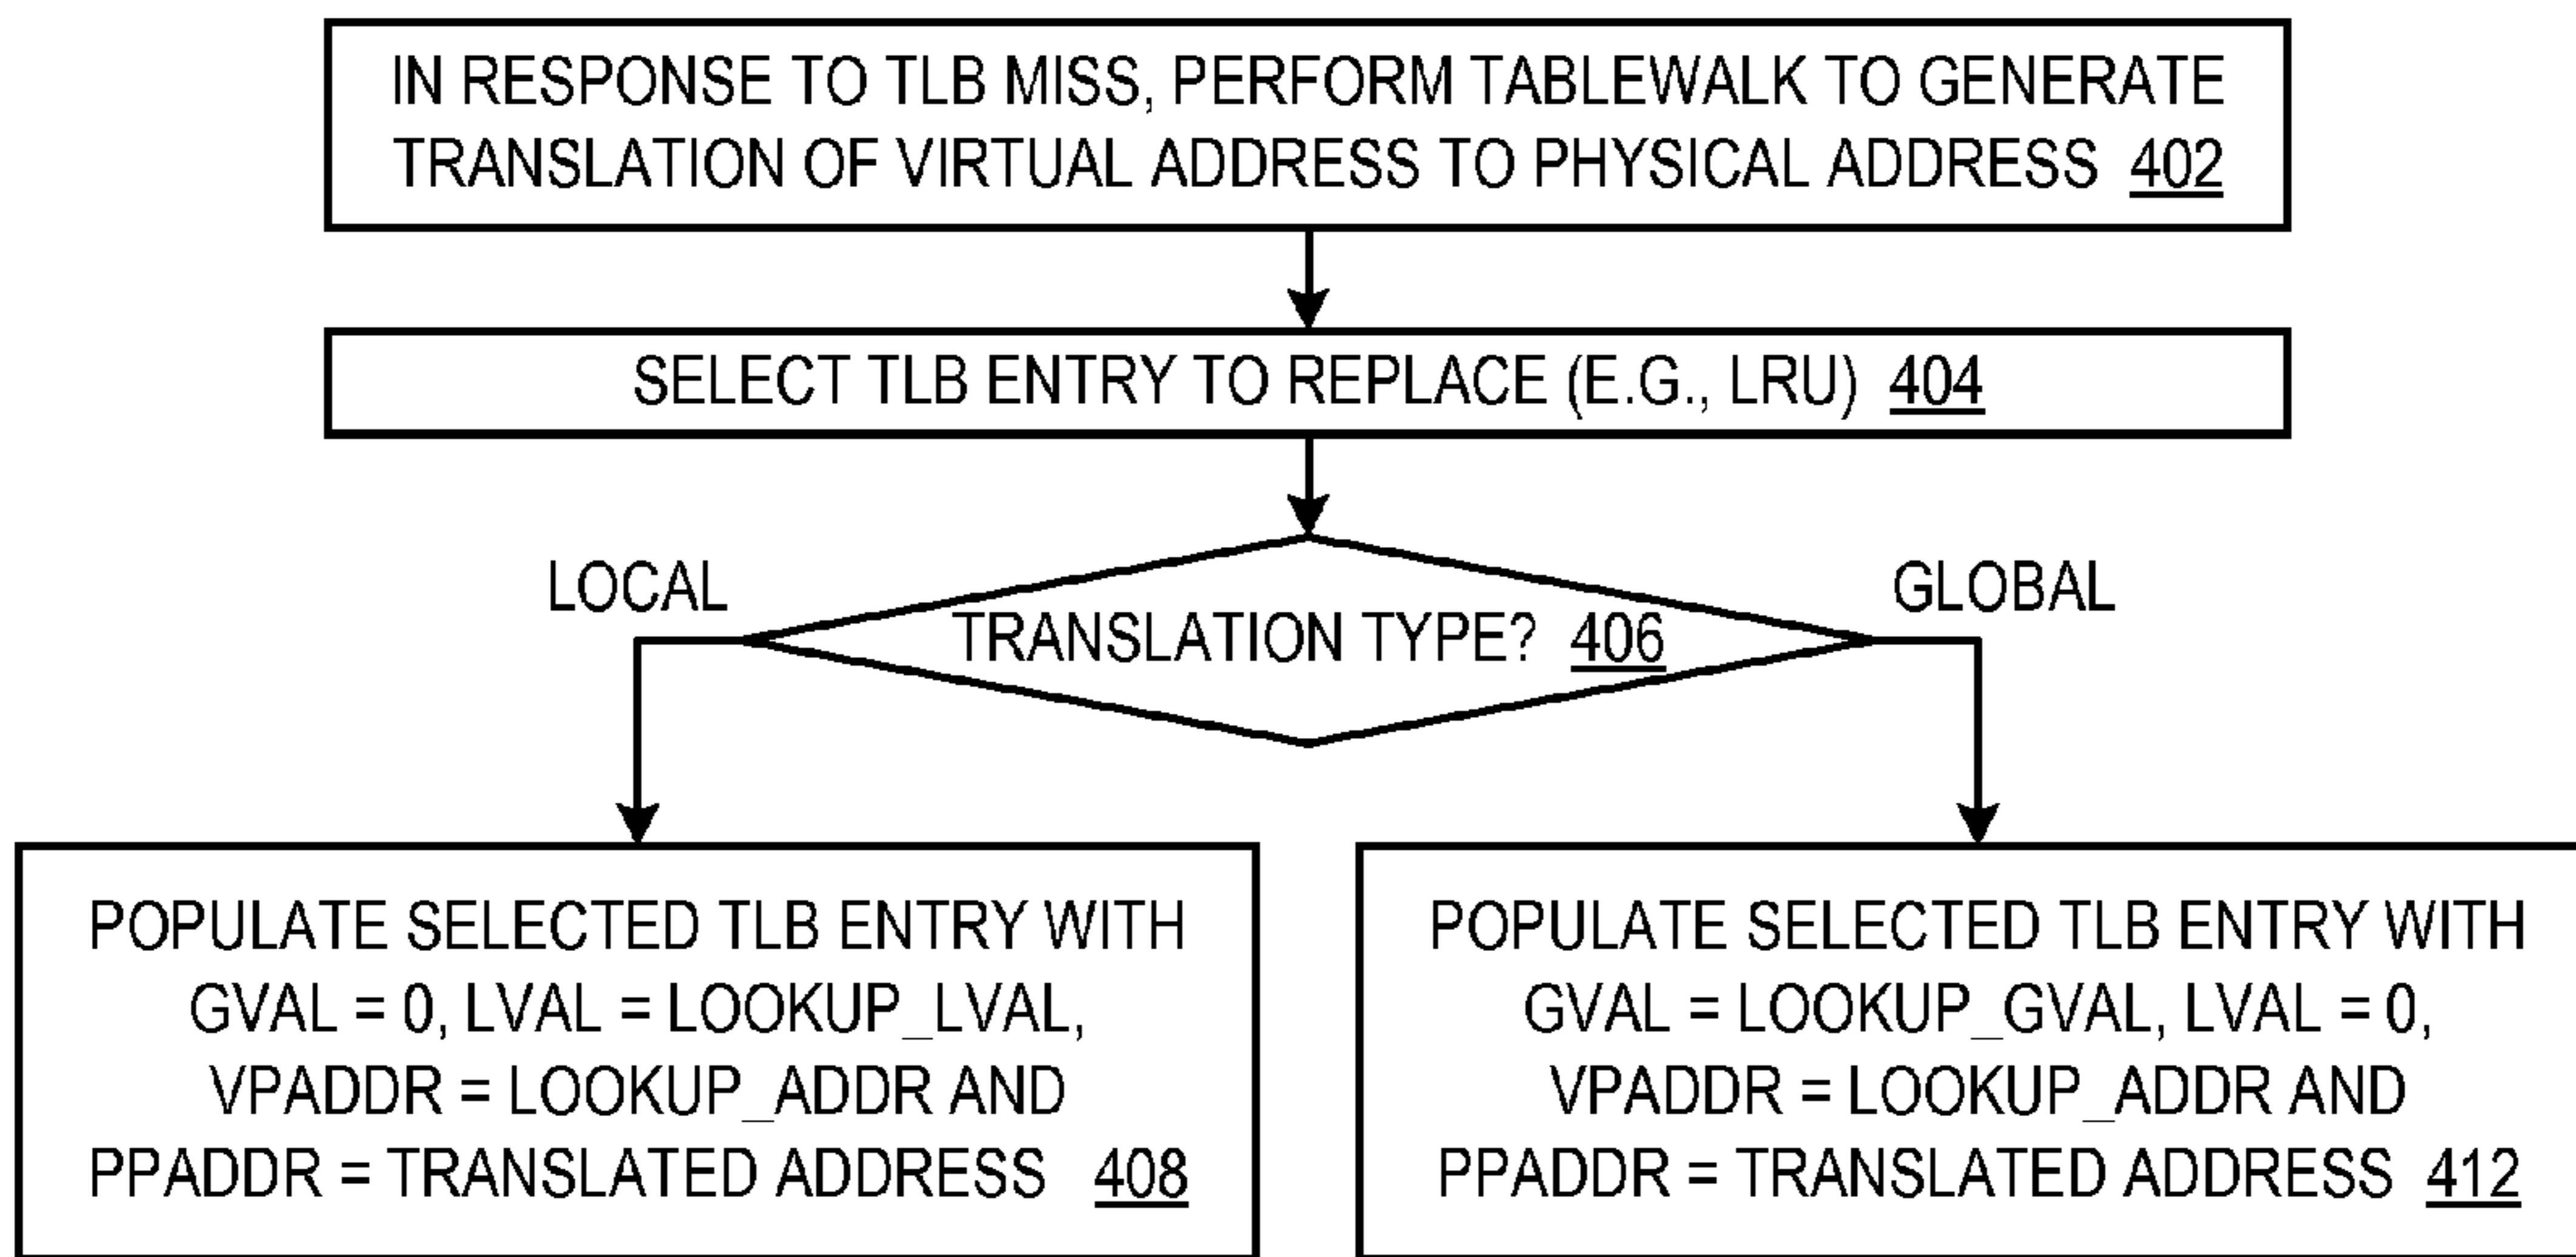 IN RESPONSE TO TLB MISS, PERFORM TABLEWALK TO GENERATE
TRANSLATION OF VIRTUAL ADDRESS TO PHYSICAL ADDRESS 402
SELECT TLB ENTRY TO REPLACE (E.G., LRU) 404
LOCAL
GLOBAL
TRANSLATION TYPE? 406
POPULATE SELECTED TLB ENTRY WITH
GVAL = 0, LVAL = LOOKUP_LVAL,
VPADDR = LOOKUP_ADDR AND
PPADDR = TRANSLATED ADDRESS 408
POPULATE SELECTED TLB ENTRY WITH
GVAL = LOOKUP_GVAL, LVAL = 0,
VPADDR = LOOKUP_ADDR AND
PPADDR = TRANSLATED ADDRESS 412